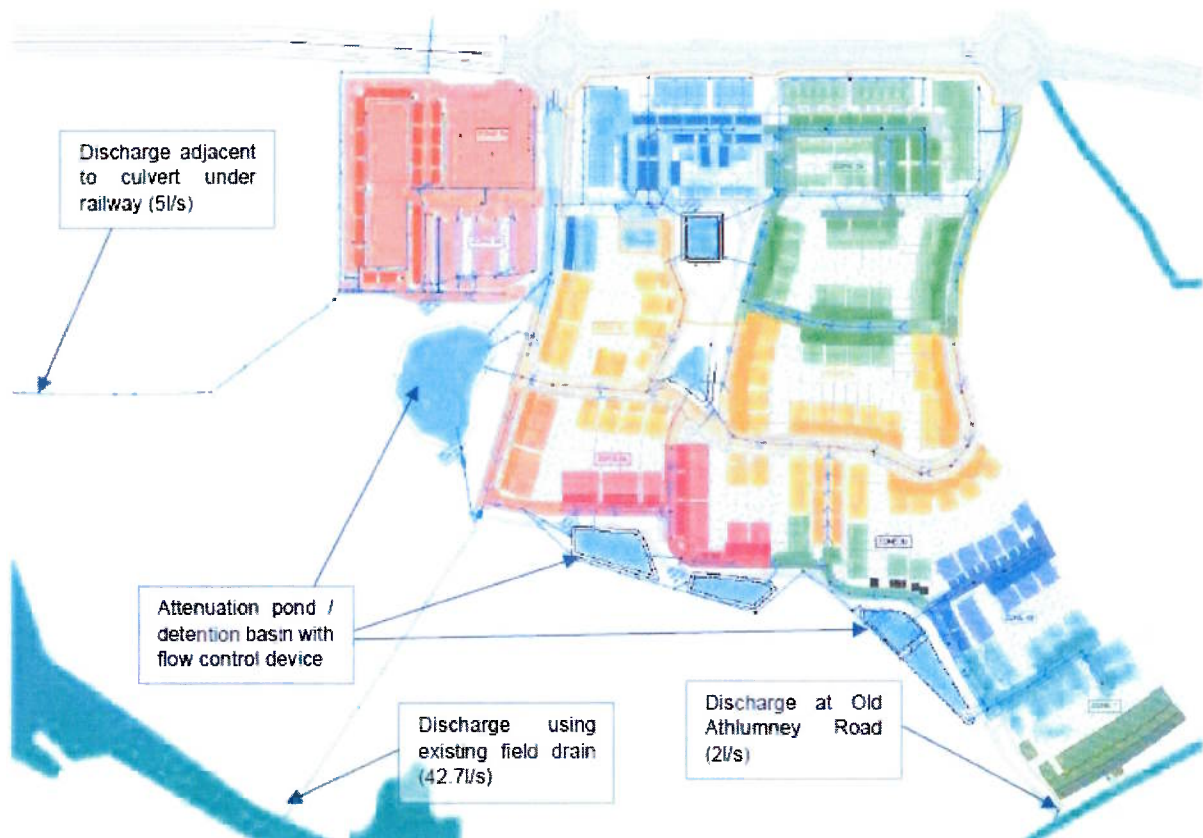 Discharge adjacent
to culvert under
railway (5l/s)
Attenuation pond /
detention basin with
flow control device
Discharge using
existing field drain
(42.7l/s)
Discharge at Old
Athlumney Road
(2l/s)